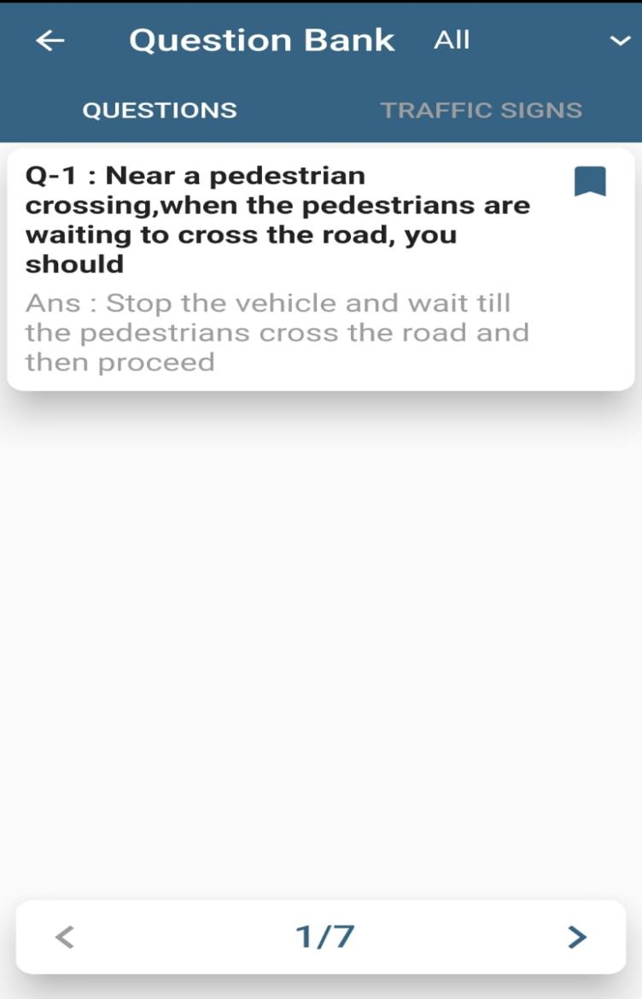 Question Bank All
QUESTIONS TRAFFIC SIGNS
Q-1 : Near a pedestrian
crossing,when the pedestrians are
waiting to cross the road, you
should
Ans : Stop the vehicle and wait till
the pedestrians cross the road and
then proceed
1/7